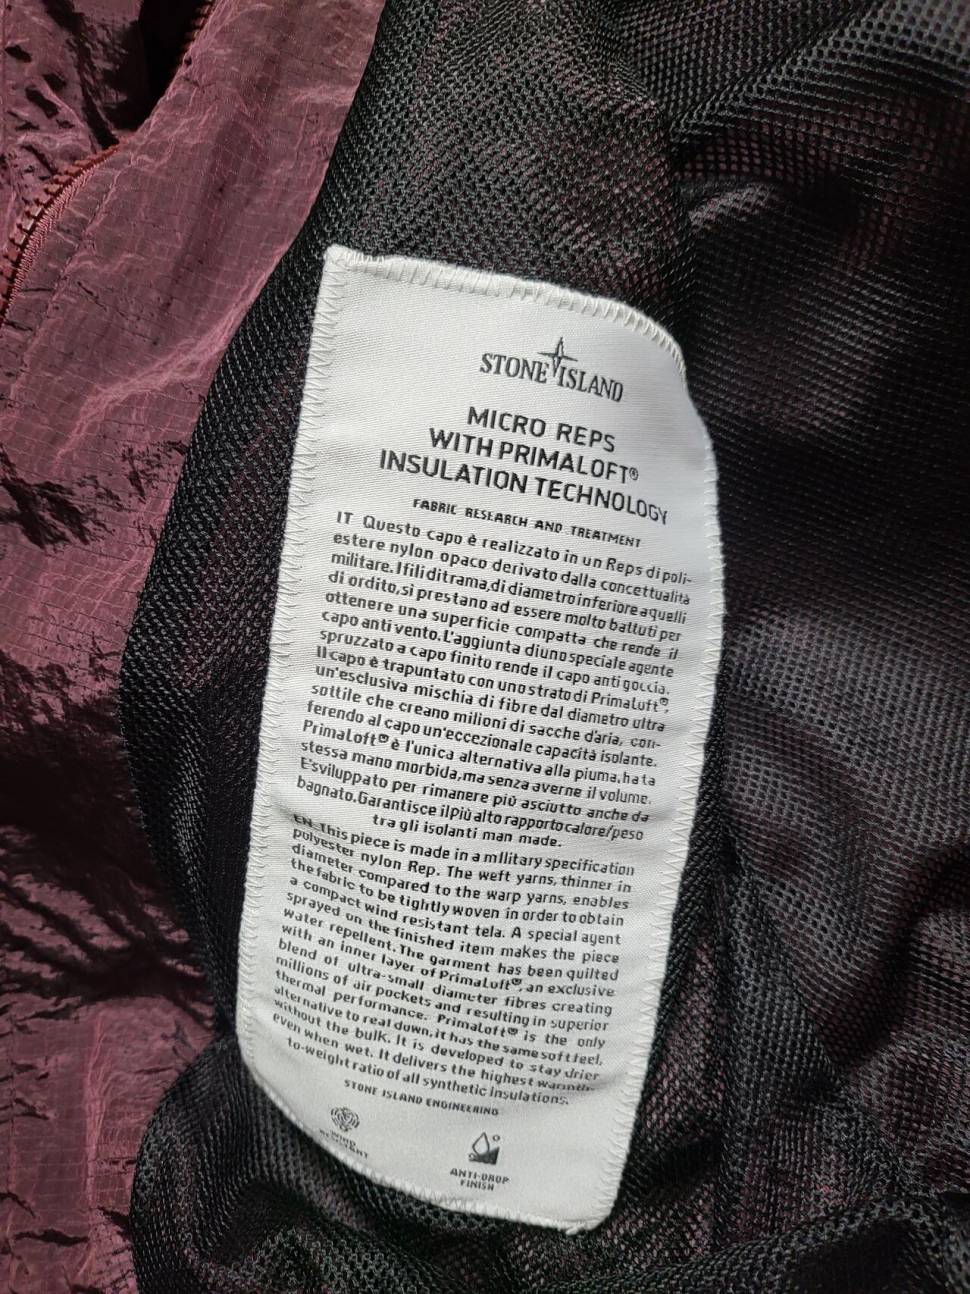 STONE ISLAND
MICRO REPS
WITH PRIMALOFT®
INSULATION TECHNOLOGY
FABRIC RESEARCH AND TREATMENT
IT Questo capo è realizzato in un Reps di poli-
estere nylon opaco derivato dalla concettualità
militare. I fili di trama, di diametro inferiore a quelli
di ordito, si prestano ad essere molto battuti per
ottenere una superficie compatta che rende il
capo anti vento. L'aggiunta di uno speciale agente
spruzzato a capo finito rende il capo anti goccia.
Il capo è trapuntato con uno strato di PrimaLoft®,
un'esclusiva mischia di fibre dal diametro ultra
sottile che creano milioni di sacche d'aria, con-
ferendo al capo un'eccezionale capacità isolante.
PrimaLoft® è l'unica alternativa alla piuma, ha la
stessa mano morbida, ma senza averne il volume.
E'sviluppato per rimanere più asciutto anche da
bagnato. Garantisce il più alto rapporto calore/peso
tra gli isolanti man made.
EN This piece is made in a military specification
polyester nylon Rep. The weft yarns, thinner in
diameter compared to the warp yarns, enables
the fabric to be tightly woven in order to obtain
a compact wind resistant tela. A special agent
sprayed on the finished item makes the piece
water repellent. The garment has been quilted
with an inner layer of PrimaLoft®, an exclusive
blend of ultra-small diameter fibres creating
millions of air pockets and resulting in superior
thermal performance. PrimaLoft® is the only
alternative to real down, it has the same soft feel,
without the bulk. It is developed to stay drier
even when wet. It delivers the highest warmth-
to-weight ratio of all synthetic insulations.
STONE ISLAND ENGINEERING
WIND
RESISTANT
ANTI-DROP
FINISH